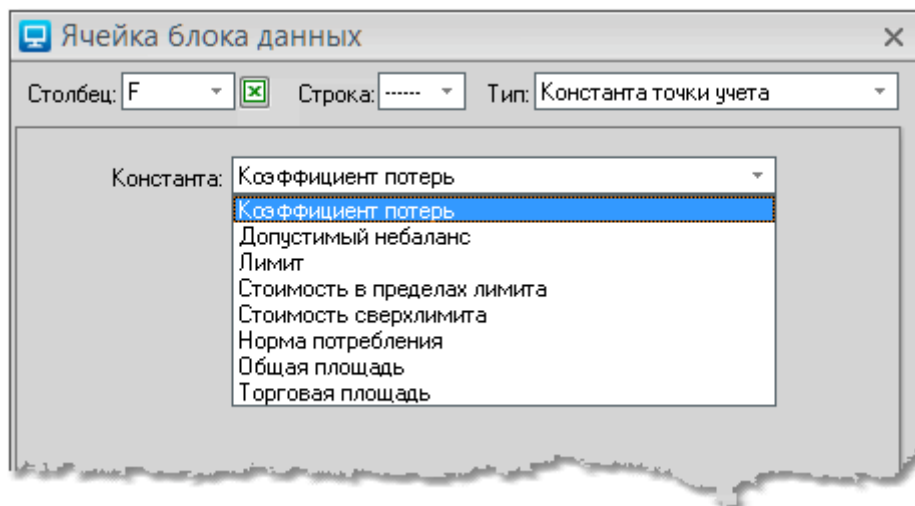 Ячейка блока данных
Столбец: F Строка: ------ Тип: Константа точки учета
Константа: Коэффициент потерь
Коэффициент потерь
Допустимый небаланс
Лимит
Стоимость в пределах лимита
Стоимость сверхлимита
Норма потребления
Общая площадь
Торговая площадь